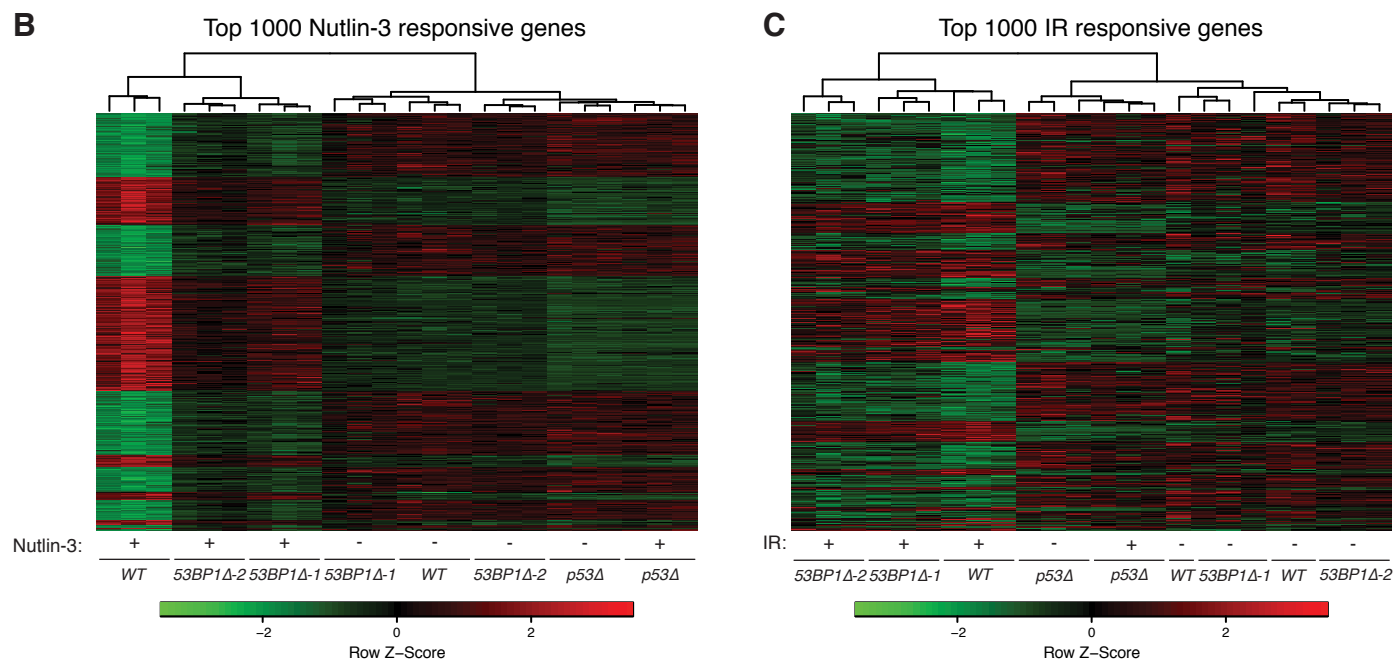 B
Top 1000 Nutlin-3 responsive genes
Nutlin-3: + + + - - - - +
WT 53BP1Δ-2 53BP1Δ-1 53BP1Δ-1 WT 53BP1Δ-2 p53Δ p53Δ
−2 0 2
Row Z−Score
C
Top 1000 IR responsive genes
IR: + + + - + - - - -
53BP1Δ-2 53BP1Δ-1 WT p53Δ p53Δ WT 53BP1Δ-1 WT 53BP1Δ-2
−2 0 2
Row Z−Score